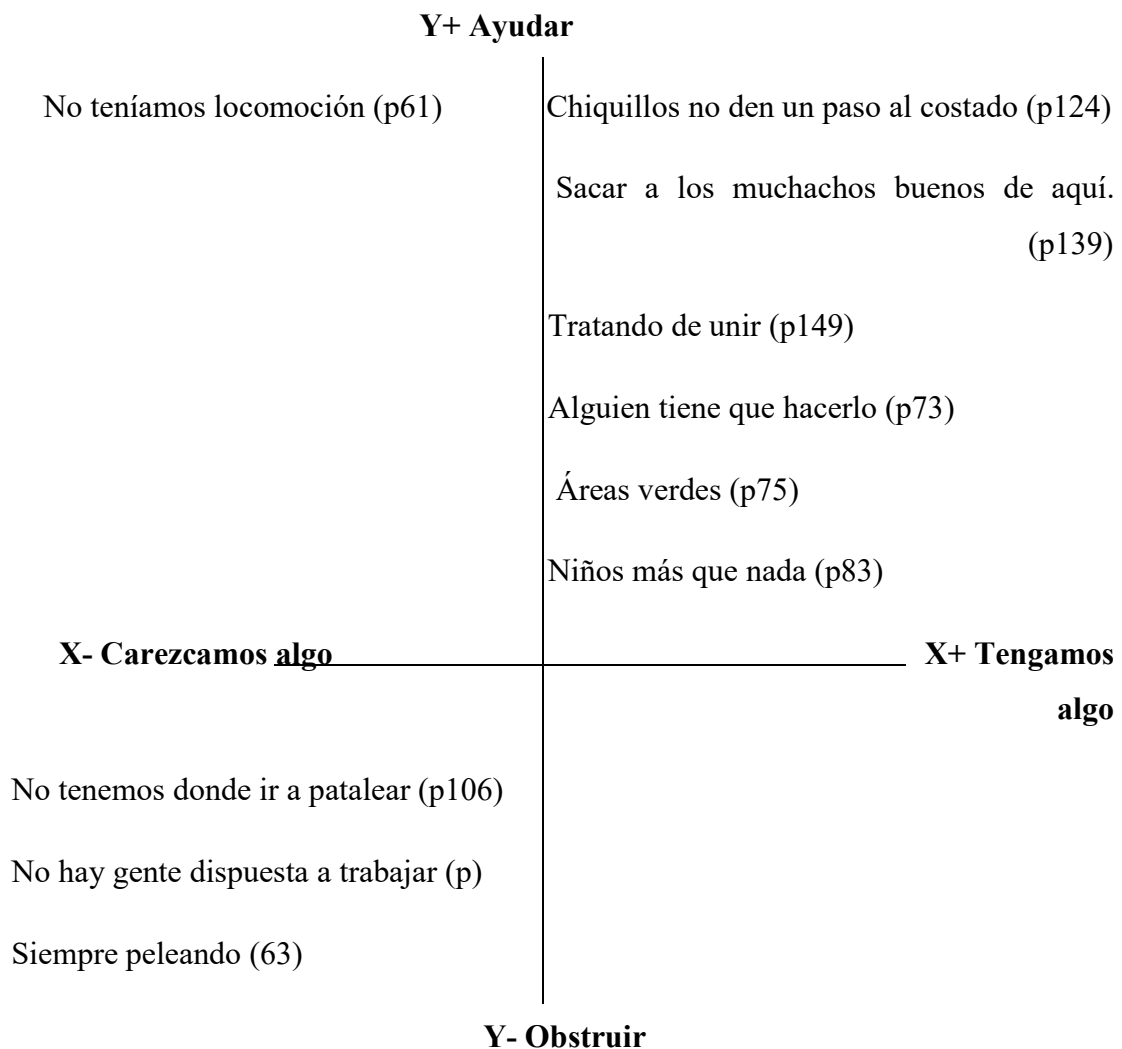 Y+ Ayudar
No teníamos locomoción (p61)
Chiquillos no den un paso al costado (p124)
Sacar a los muchachos buenos de aquí.
(p139)
Tratando de unir (p149)
Alguien tiene que hacerlo (p73)
Áreas verdes (p75)
Niños más que nada (p83)
X- Carezcamos algo
X+ Tengamos
algo
No tenemos donde ir a patalear (p106)
No hay gente dispuesta a trabajar (p)
Siempre peleando (63)
Y- Obstruir